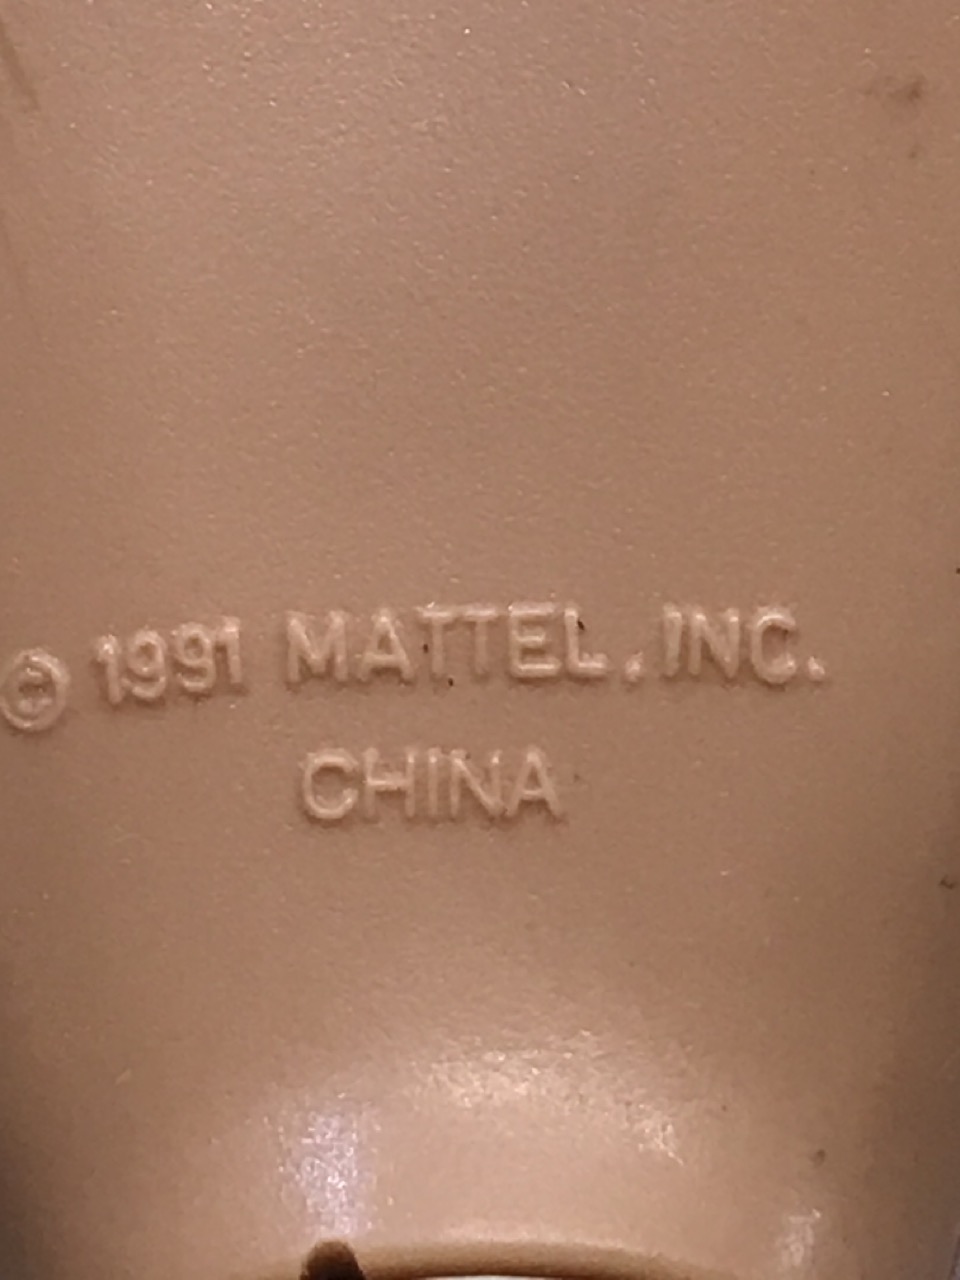 © 1991 MATTEL, INC.
CHINA